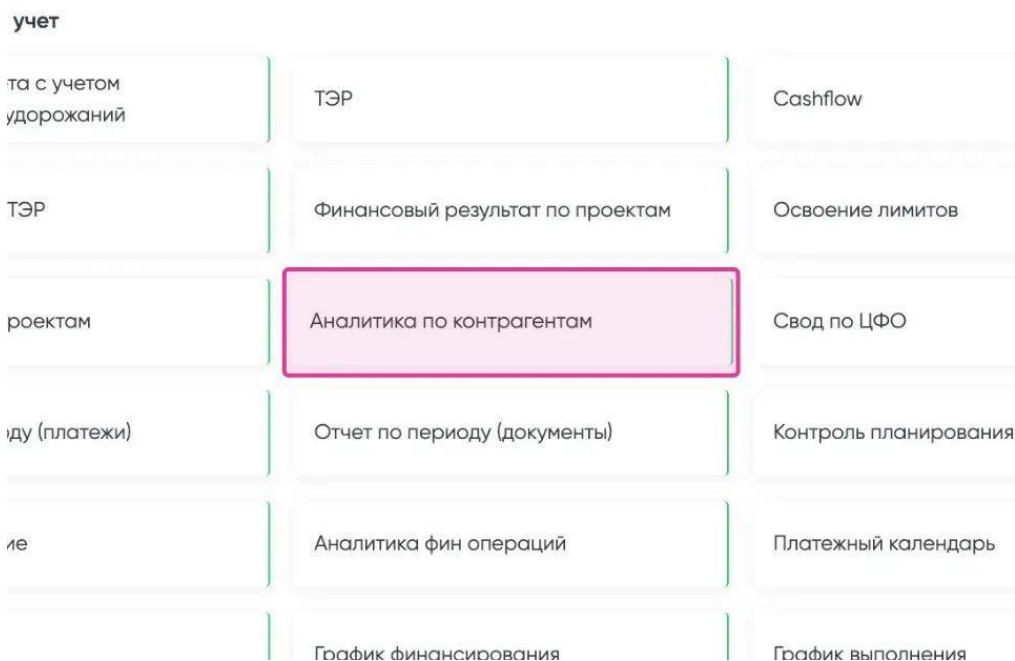 учет
та с учетом
удорожаний
ТЭР
Cashflow
ТЭР
Финансовый результат по проектам
Освоение лимитов
роектам
Аналитика по контрагентам
Свод по ЦФО
ду (платежи)
Отчет по периоду (документы)
Контроль планирования
ие
Аналитика фин операций
Платежный календарь
График финансирования
График выполнения